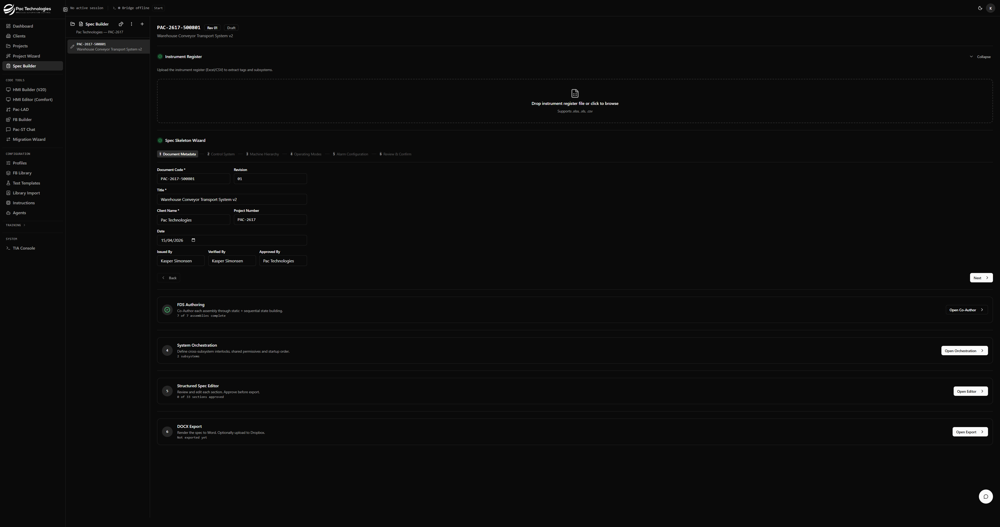 Pac Technologies
PROCESS AUTOMATION CONTROL
No active session
Bridge offline
Start
K
Dashboard
Clients
Projects
Project Wizard
Spec Builder
CODE TOOLS
HMI Builder (V20)
HMI Editor (Comfort)
Pac-LAD
FB Builder
Pac-ST Chat
Migration Wizard
CONFIGURATION
Profiles
FB Library
Test Templates
Library Import
Instructions
Agents
TRAINING
SYSTEM
TIA Console
Spec Builder
Pac Technologies — PAC-2617
PAC-2617-500801
Warehouse Conveyor Transport System v2
PAC-2617-500801 Rev 01 Draft
Warehouse Conveyor Transport System v2
Instrument Register
Collapse
Upload the instrument register (Excel/CSV) to extract tags and subsystems.
Drop instrument register file or click to browse
Supports .xlsx, .xls, .csv
Spec Skeleton Wizard
1 Document Metadata 2 Control System 3 Machine Hierarchy 4 Operating Modes 5 Alarm Configuration 6 Review & Confirm
Document Code * Revision
PAC-2617-500801 01
Title *
Warehouse Conveyor Transport System v2
Client Name * Project Number
Pac Technologies PAC-2617
Date
15/04/2026
Issued By Verified By Approved By
Kasper Simonsen Kasper Simonsen Pac Technologies
Back
Next
FDS Authoring
Co-Author each assembly through static + sequential state building.
7 of 7 assemblies complete
Open Co-Author
4
System Orchestration
Define cross-subsystem interlocks, shared permissives and startup order.
2 subsystems
Open Orchestration
5
Structured Spec Editor
Review and edit each section. Approve before export.
0 of 33 sections approved
Open Editor
6
DOCX Export
Render the spec to Word. Optionally upload to Dropbox.
Not exported yet
Open Export